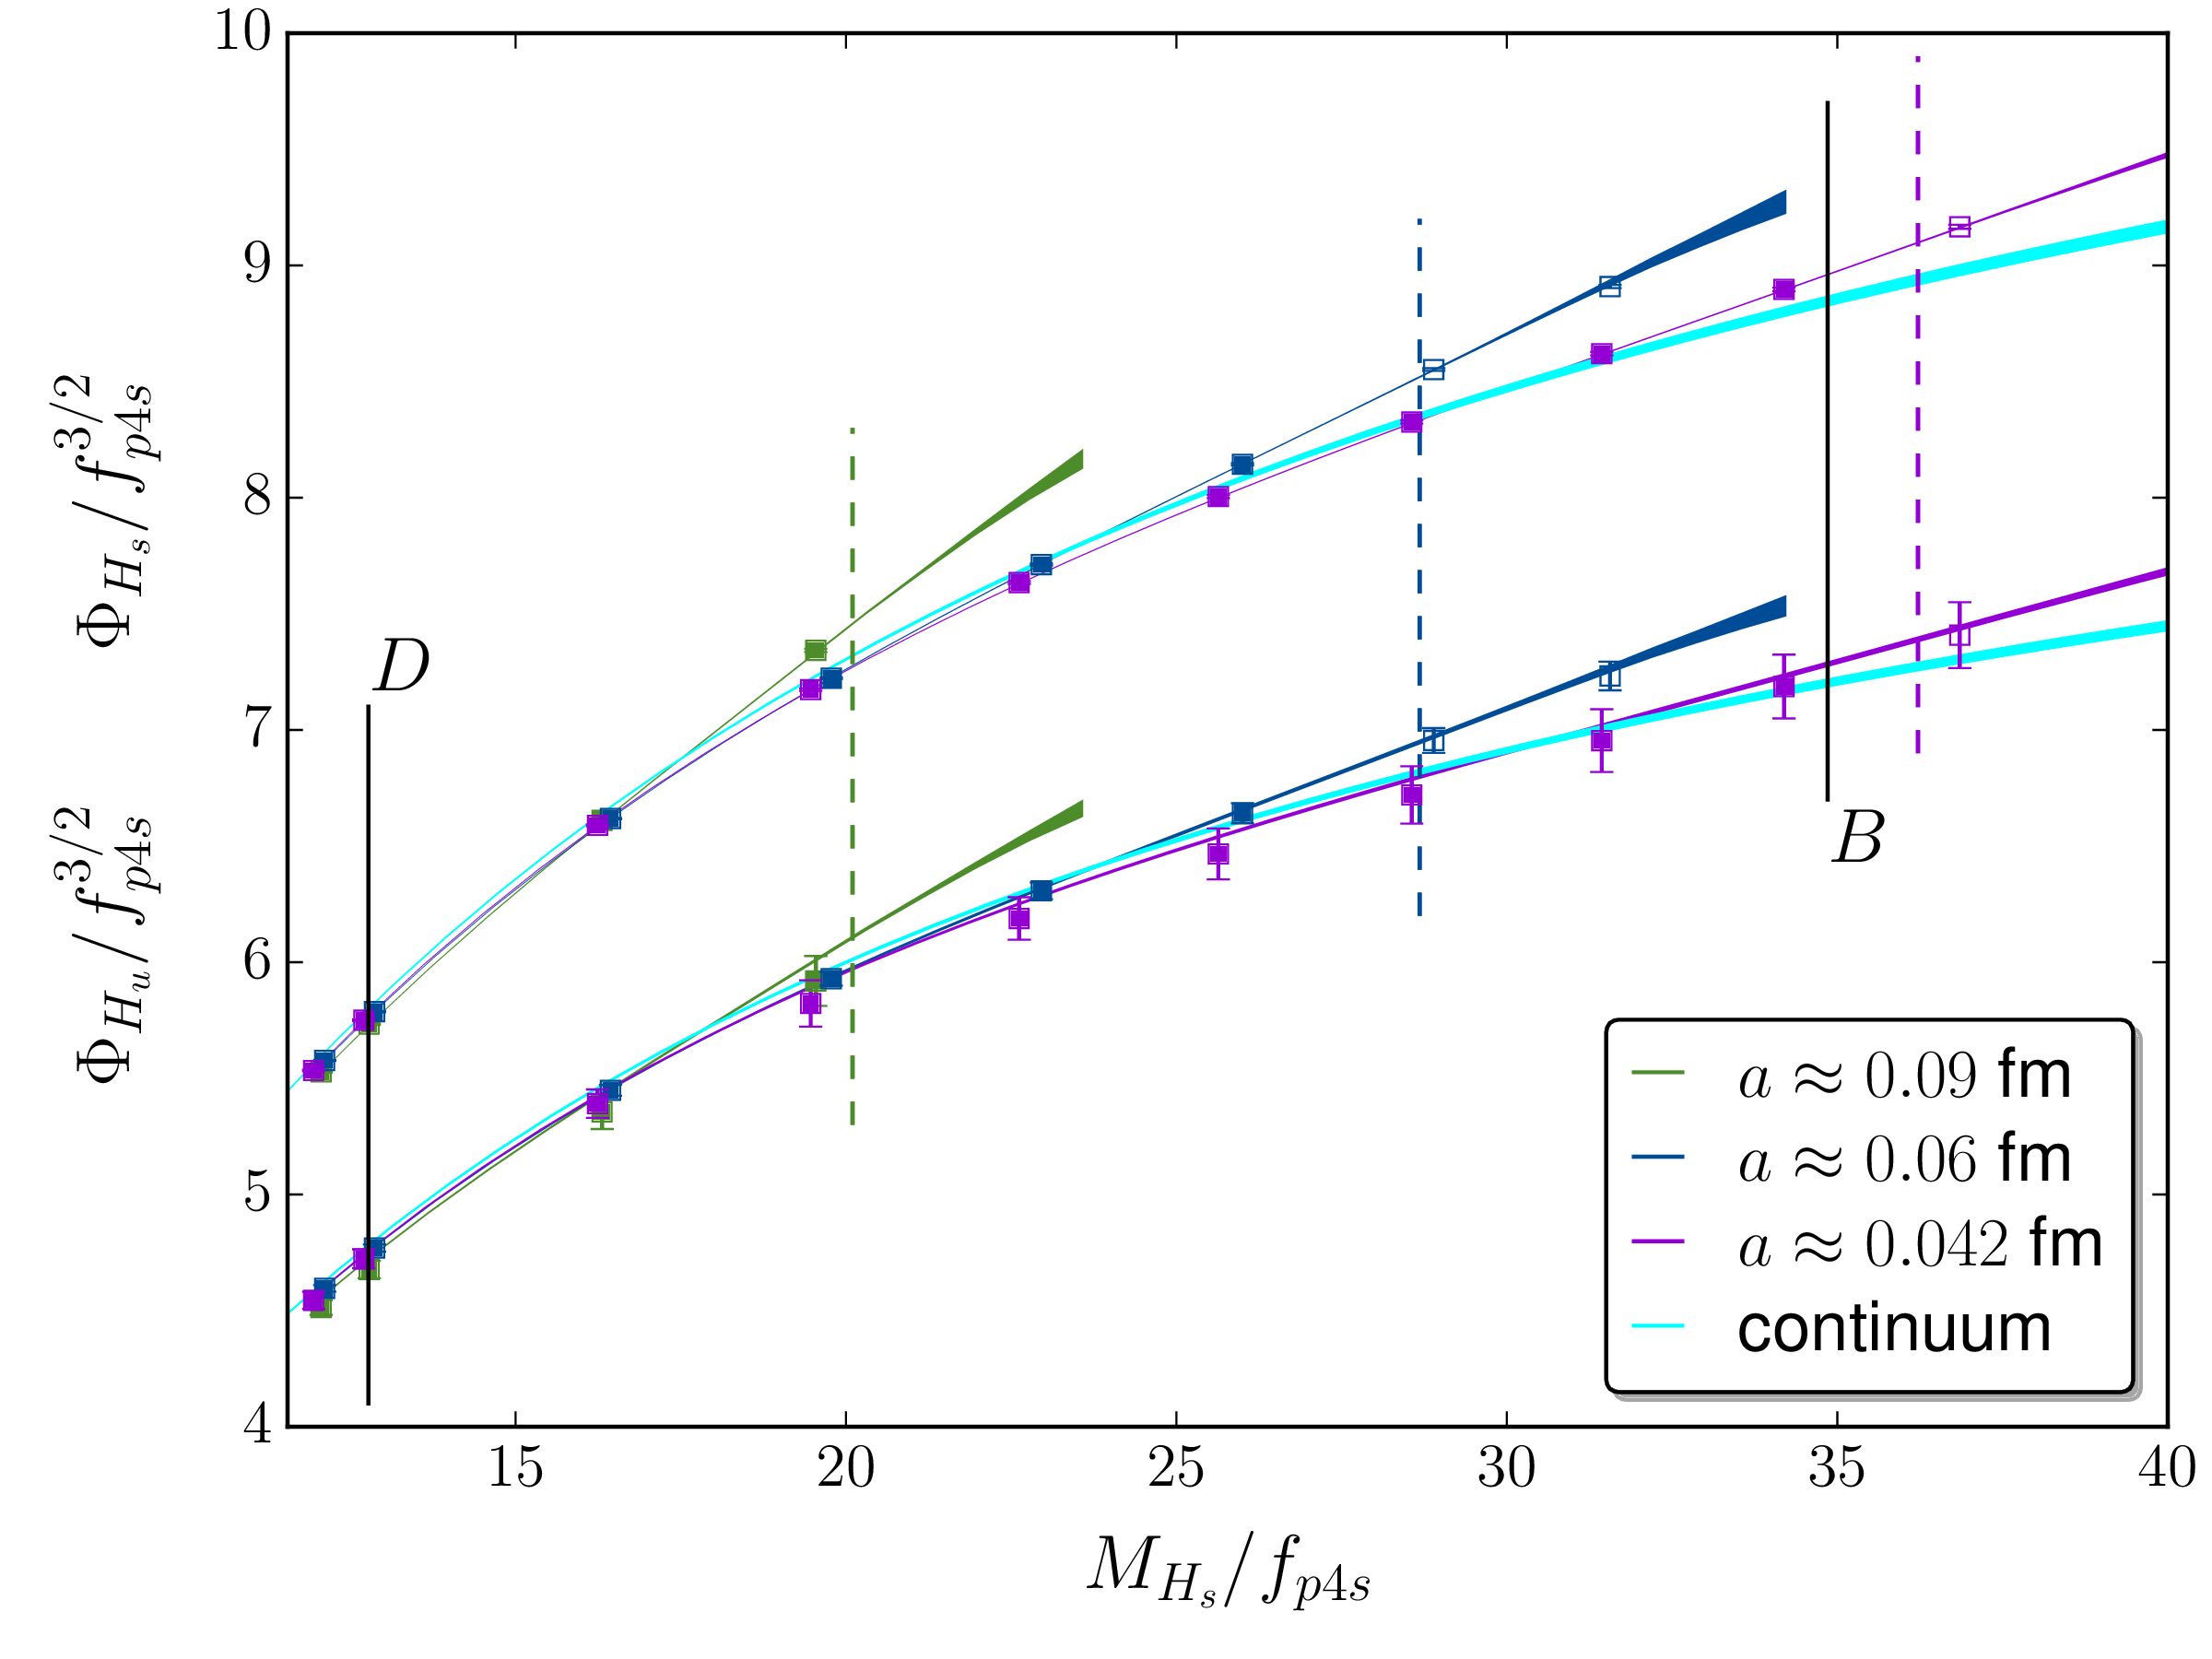 10
9
8
7
6
5
4
Φ_{H_s}/f_{p4s}^{3/2}
Φ_{H_u}/f_{p4s}^{3/2}
D
B
a ≈ 0.09 fm
a ≈ 0.06 fm
a ≈ 0.042 fm
continuum
15 20 25 30 35 40
M_{H_s}/f_{p4s}